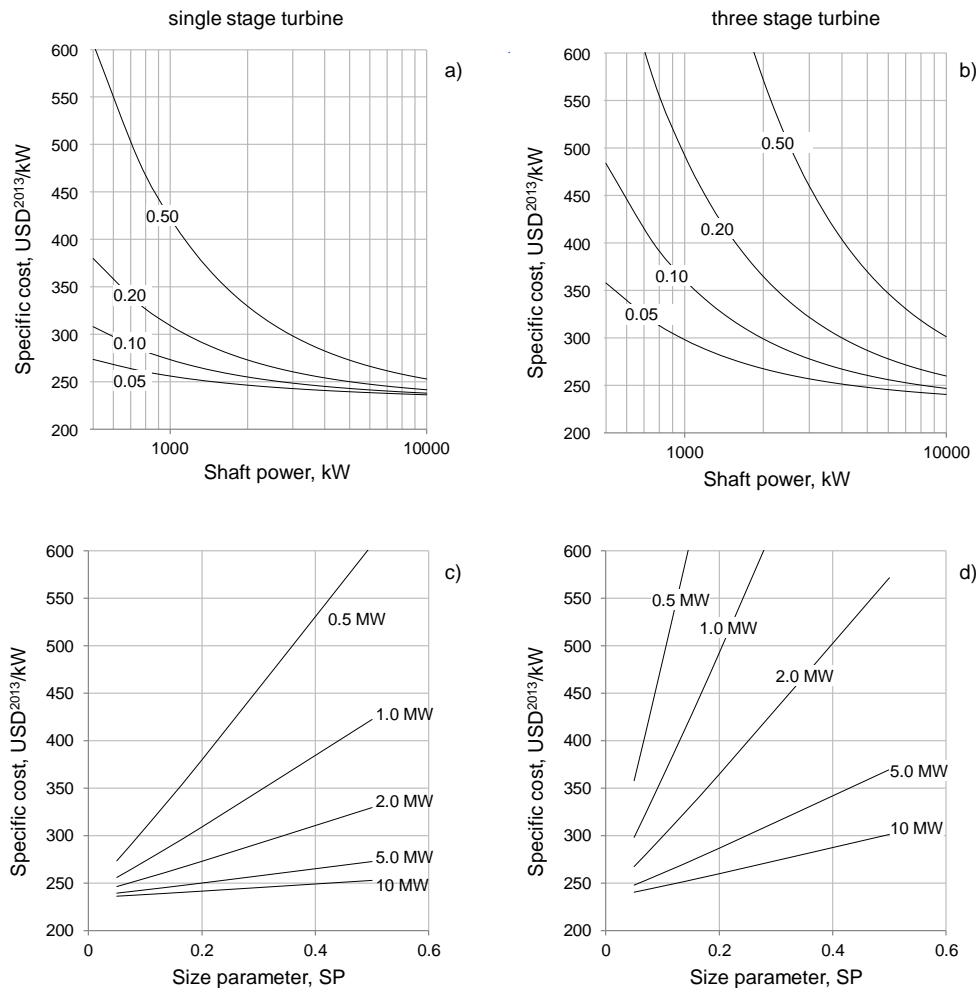 single stage turbine
three stage turbine
a)
Specific cost, USD2013/kW
600
550
500
450
400
350
300
250
200
0.50
0.20
0.10
0.05
1000
10000
Shaft power, kW
b)
Specific cost, USD2013/kW
600
550
500
450
400
350
300
250
200
0.50
0.20
0.10
0.05
1000
10000
Shaft power, kW
c)
Specific cost, USD2013/kW
600
550
500
450
400
350
300
250
200
0.5 MW
1.0 MW
2.0 MW
5.0 MW
10 MW
0
0.2
0.4
0.6
Size parameter, SP
d)
Specific cost, USD2013/kW
600
550
500
450
400
350
300
250
200
0.5 MW
1.0 MW
2.0 MW
5.0 MW
10 MW
0
0.2
0.4
0.6
Size parameter, SP